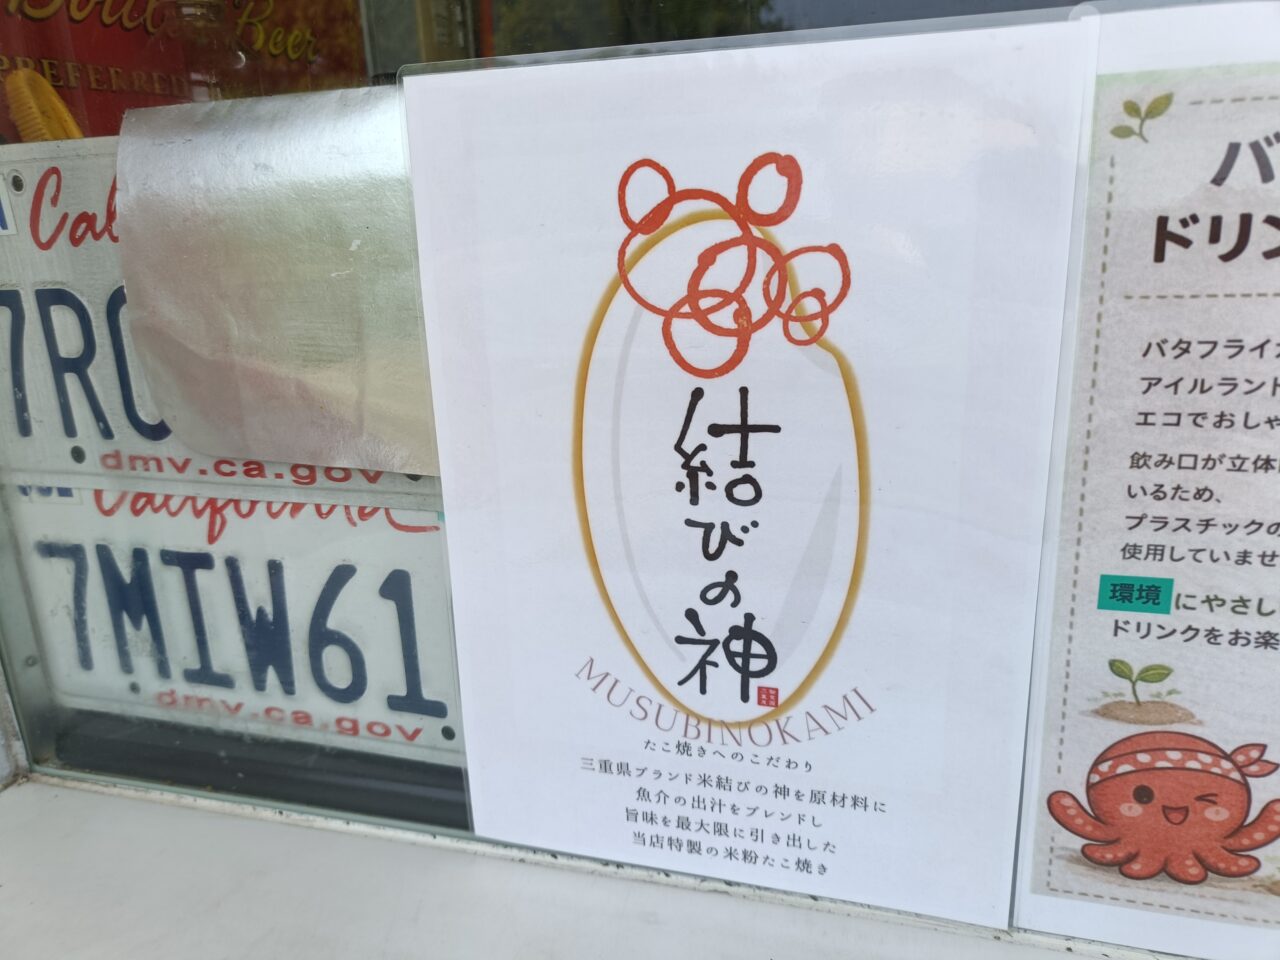 Beer
PREFERRED
dmv.ca.gov
California
7MIW61
dmv.ca.gov
結びの神
MUSUBINOKAMI
たこ焼きへのこだわり
三重県ブランド米結びの神を原材料に
魚介の出汁をブレンドし
旨味を最大限に引き出した
当店特製の米粉たこ焼き
バ
ドリン
バタフライ
アイルランド
エコでおしゃ
飲み口が立体
いるため、
プラスチックの
使用していませ
環境にやさし
ドリンクをお楽